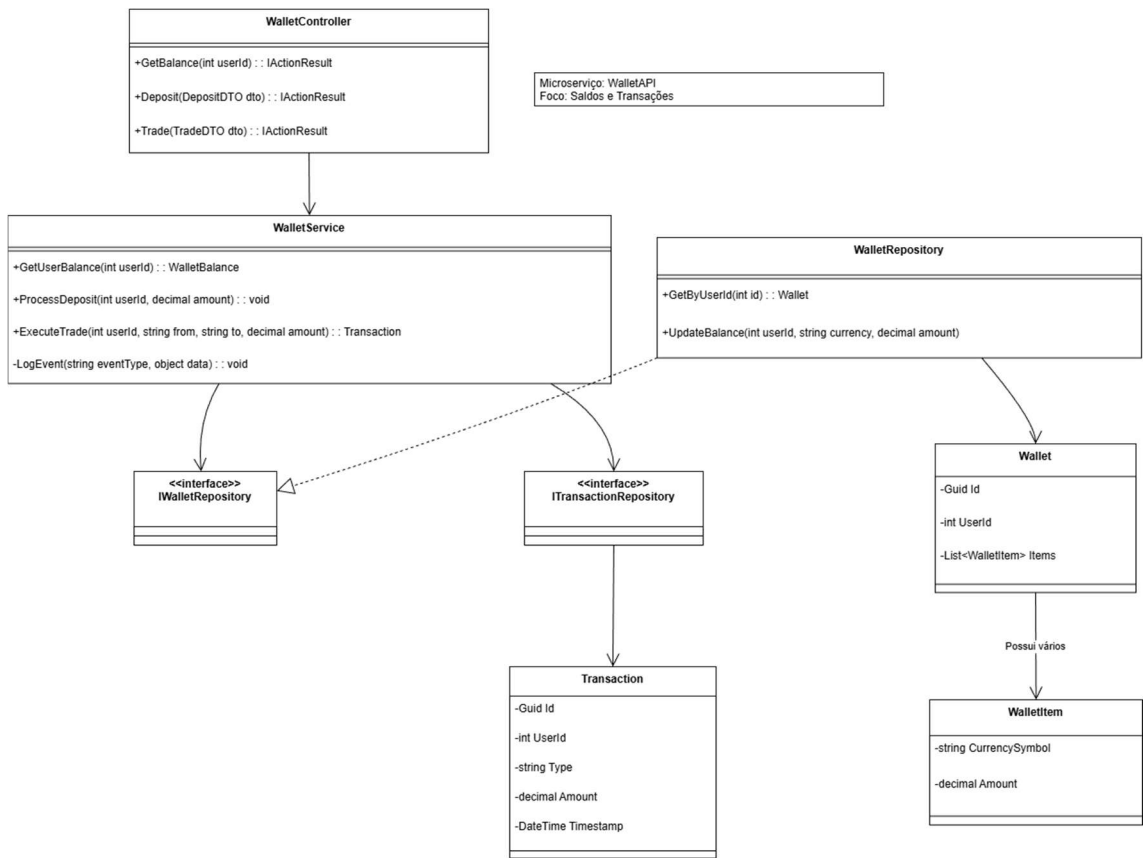 WalletController
+GetBalance(int userId) : : IActionResult
+Deposit(DepositDTO dto) : : IActionResult
+Trade(TradeDTO dto) : : IActionResult
Microserviço: WalletAPI
Foco: Saldos e Transações
WalletService
+GetUserBalance(int userId) : : WalletBalance
+ProcessDeposit(int userId, decimal amount) : : void
+ExecuteTrade(int userId, string from, string to, decimal amount) : : Transaction
-LogEvent(string eventType, object data) : : void
WalletRepository
+GetByUserId(int id) : : Wallet
+UpdateBalance(int userId, string currency, decimal amount)
<<interface>>
IWalletRepository
<<interface>>
ITransactionRepository
Wallet
-Guid Id
-int UserId
-List<WalletItem> Items
Possui vários
Transaction
-Guid Id
-int UserId
-string Type
-decimal Amount
-DateTime Timestamp
WalletItem
-string CurrencySymbol
-decimal Amount